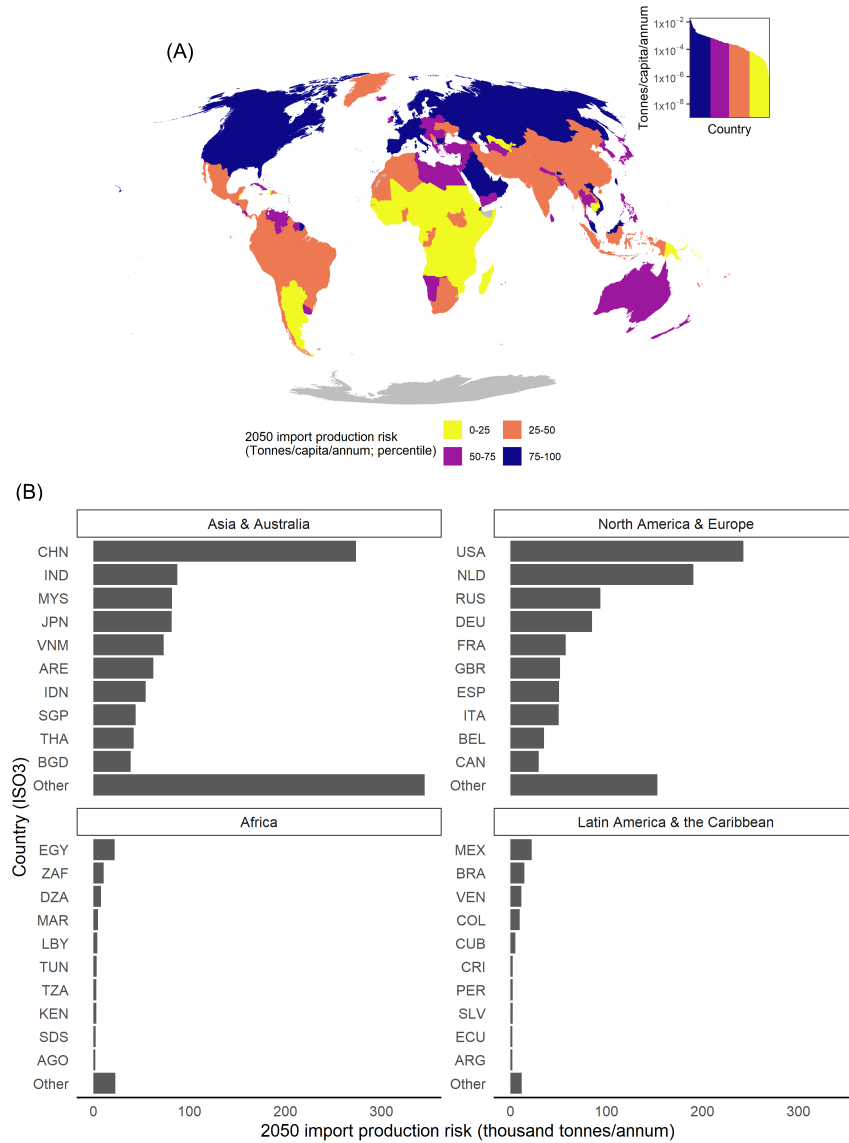 (A)
Tonnes/capita/annum
1x10⁻²
1x10⁻⁴
1x10⁻⁶
1x10⁻⁸
Country
2050 import production risk
(Tonnes/capita/annum; percentile)
0-25
25-50
50-75
75-100
(B)
Country (ISO3)
Asia & Australia
CHN
IND
MYS
JPN
VNM
ARE
IDN
SGP
THA
BGD
Other
North America & Europe
USA
NLD
RUS
DEU
FRA
GBR
ESP
ITA
BEL
CAN
Other
Africa
EGY
ZAF
DZA
MAR
LBY
TUN
TZA
KEN
SDS
AGO
Other
0 100 200 300
Latin America & the Caribbean
MEX
BRA
VEN
COL
CUB
CRI
PER
SLV
ECU
ARG
Other
0 100 200 300
2050 import production risk (thousand tonnes/annum)